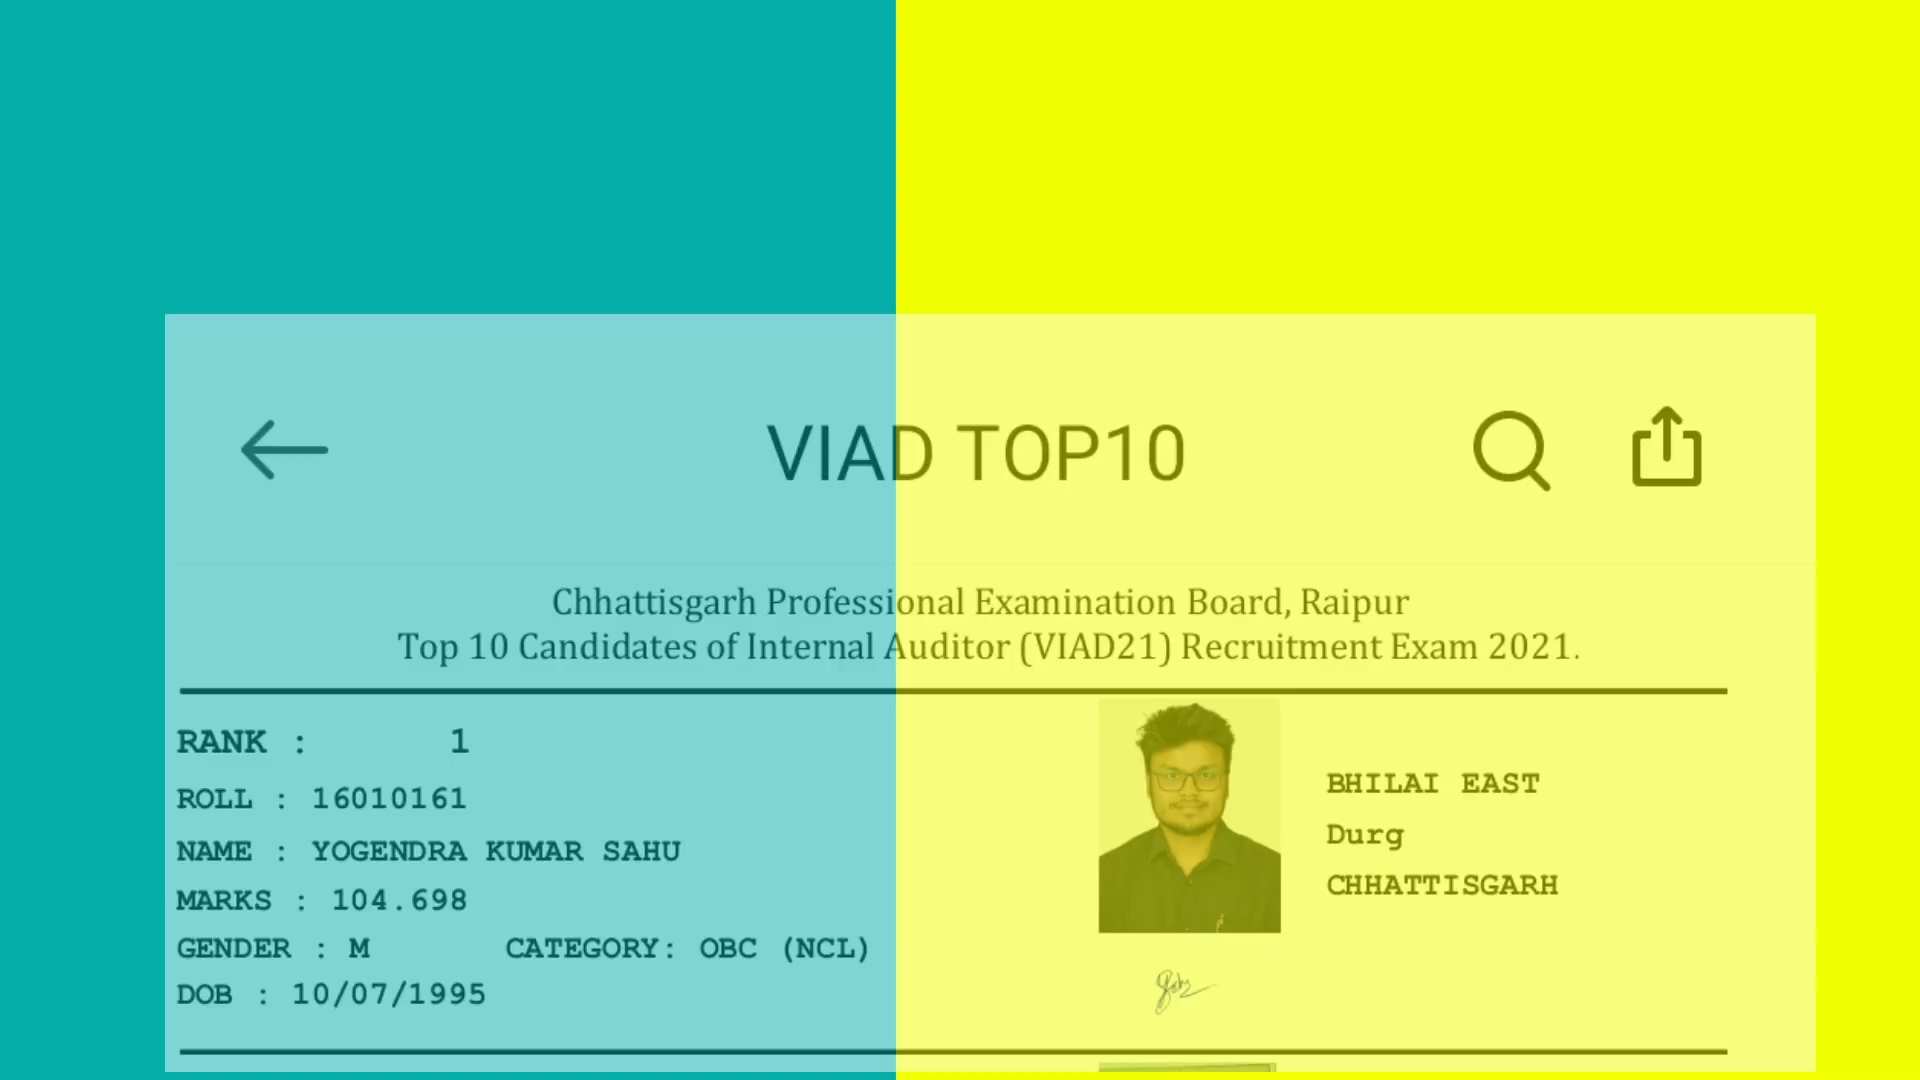 VIAD TOP10
Chhattisgarh Professional Examination Board, Raipur
Top 10 Candidates of Internal Auditor (VIAD21) Recruitment Exam 2021.
RANK : 1
ROLL : 16010161
NAME : YOGENDRA KUMAR SAHU
MARKS : 104.698
GENDER : M CATEGORY: OBC (NCL)
DOB : 10/07/1995
BHILAI EAST
Durg
CHHATTISGARH